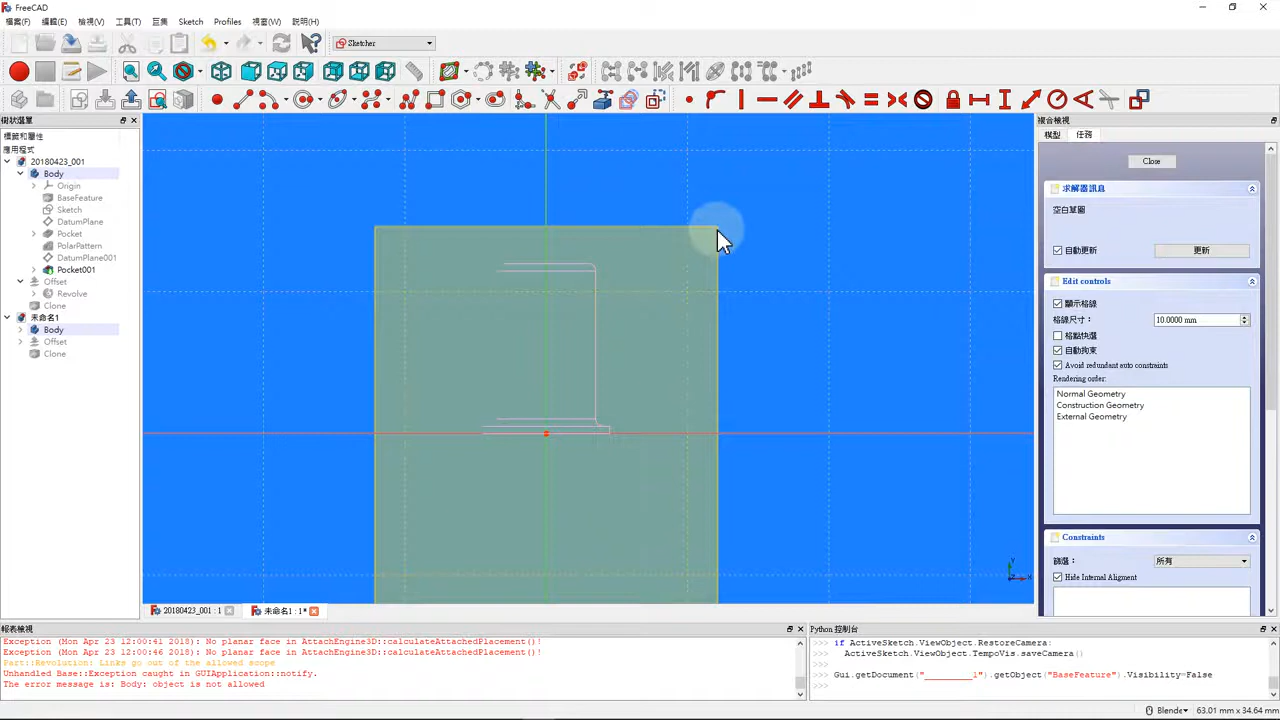 FreeCAD
檔案(F) 編輯(E) 檢視(V) 工具(T) 巨集 Sketch Profiles 視窗(W) 說明(H)
Sketcher
樹狀選單
標籤和屬性
應用程式
20180423_001
Body
Origin
BaseFeature
Sketch
DatumPlane
Pocket
PolarPattern
DatumPlane001
Pocket001
Offset
Revolve
Clone
未命名1
Body
Offset
Clone
20180423_001 : 1
未命名1 : 1*
複合檢視
模型 任務
Close
求解器訊息
空白草圖
自動更新 更新
Edit controls
顯示格線
格線尺寸: 10.0000 mm
格點快選
自動拘束
Avoid redundant auto constraints
Rendering order:
Normal Geometry
Construction Geometry
External Geometry
Constraints
篩選: 所有
Hide Internal Aligment
報表檢視
Exception (Mon Apr 23 12:00:41 2018): No planar face in AttachEngine3D::calculateAttachedPlacement()!
Exception (Mon Apr 23 12:00:46 2018): No planar face in AttachEngine3D::calculateAttachedPlacement()!
Part::Revolution: Links go out of the allowed scope
Unhandled Base::Exception caught in GUIApplication::notify.
The error message is: Body: object is not allowed
Python 控制台
>>> if ActiveSketch.ViewObject.RestoreCamera:
>>> ActiveSketch.ViewObject.TempoVis.saveCamera()
>>>
>>> Gui.getDocument("________1").getObject("BaseFeature").Visibility=False
>>>
Blende 63.01 mm x 34.64 mm